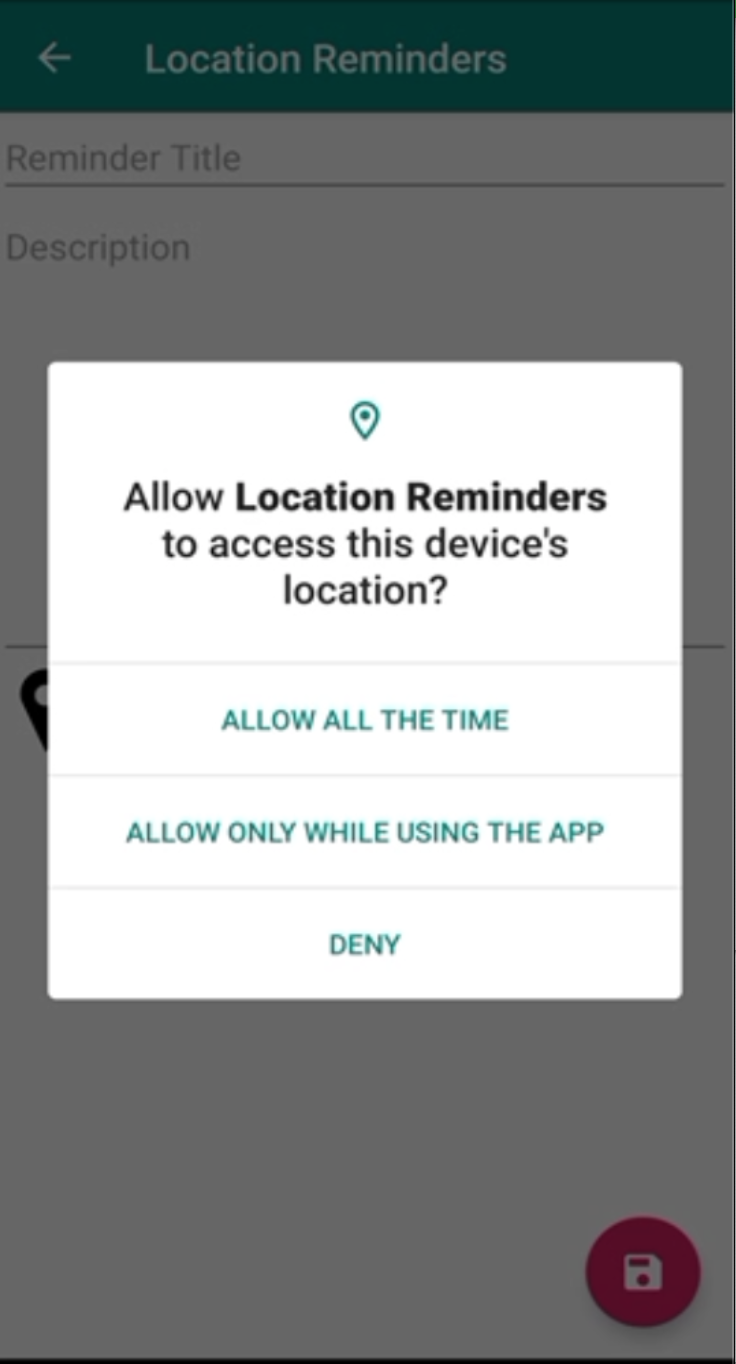 Location Reminders
Reminder Title
Description
Allow Location Reminders
to access this device's
location?
ALLOW ALL THE TIME
ALLOW ONLY WHILE USING THE APP
DENY